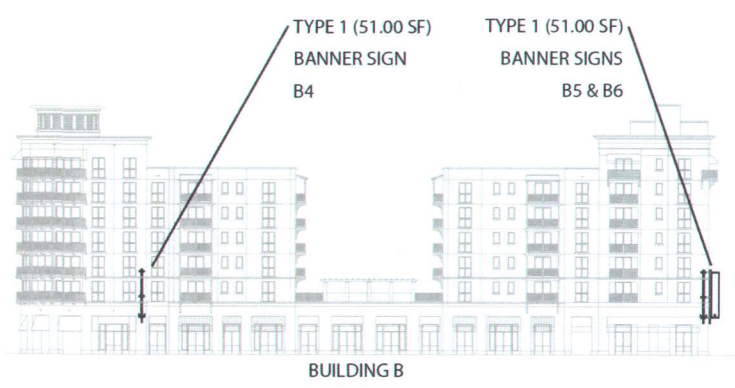 TYPE 1 (51.00 SF)
BANNER SIGN
B4
TYPE 1 (51.00 SF)
BANNER SIGNS
B5 & B6
BUILDING B